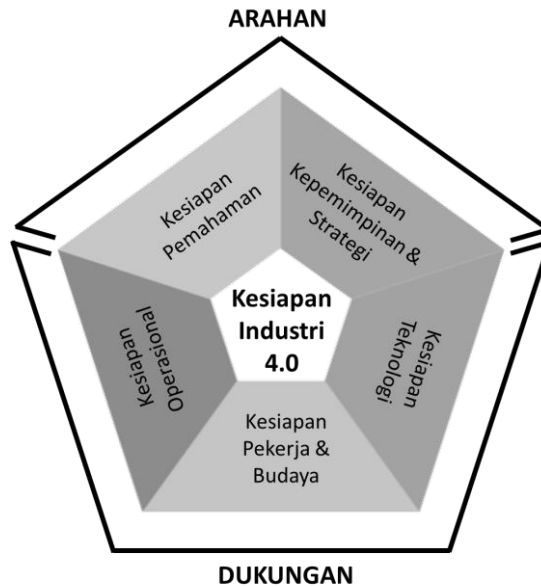 ARAHAN
Kesiapan
Pemahaman
Kesiapan
Kepemimpinan &
Strategi
Kesiapan
Industri
4.0
Kesiapan
Operasional
Kesiapan
Teknologi
Kesiapan
Pekerja &
Budaya
DUKUNGAN